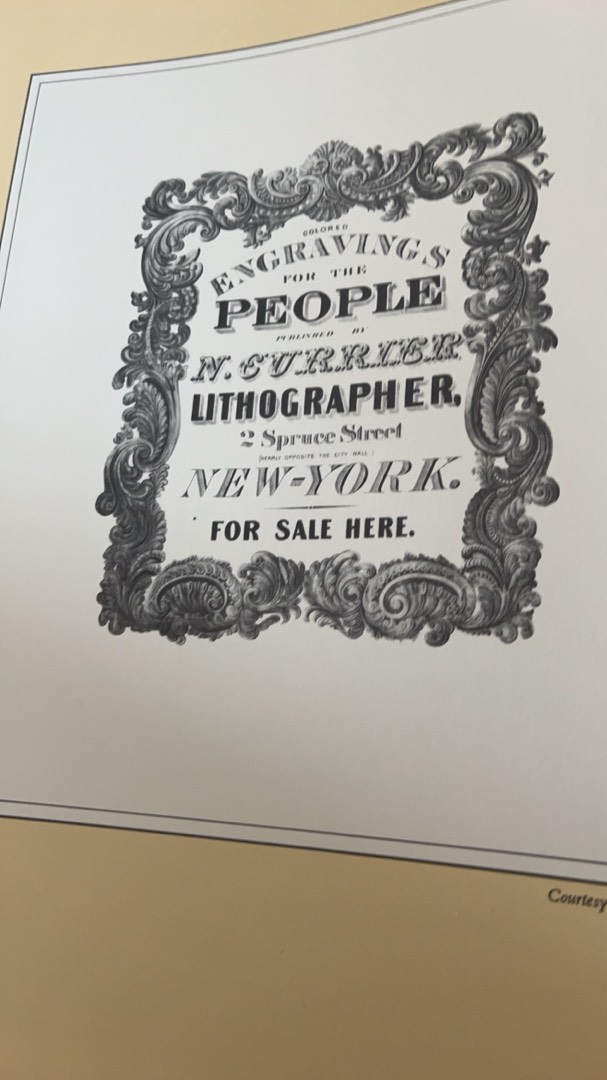 COLORED
ENGRAVINGS
FOR THE
PEOPLE
PUBLISHED BY
N. CURRIER
LITHOGRAPHER,
2 Spruce Street
(NEARLY OPPOSITE THE CITY HALL)
NEW-YORK.
FOR SALE HERE.
Courtesy